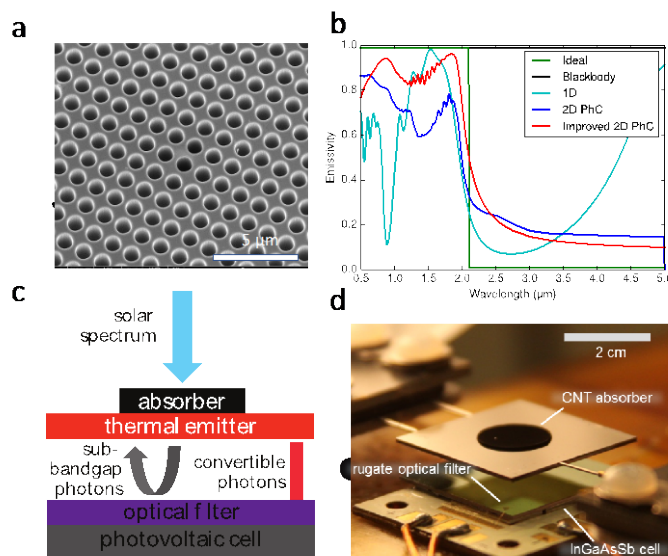 a
5 µm
b
1.0
0.8
0.6
0.4
0.2
0.0
Emissivity
Ideal
Blackbody
1D
2D PhC
Improved 2D PhC
0.5
1.0
1.5
2.0
2.5
3.0
3.5
4.0
4.5
5.0
Wavelength (µm)
c
solar
spectrum
absorber
thermal emitter
sub-
bandgap
photons
convertible
photons
optical flter
photovoltaic cell
d
2 cm
CNT absorber
rugate optical filter
InGaAsSb cell